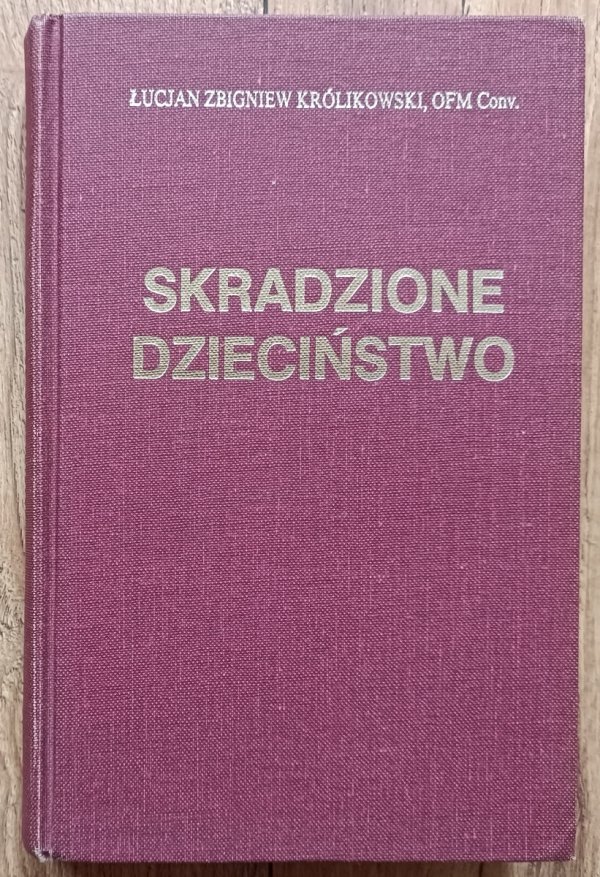 ŁUCJAN ZBIGNIEW KRÓLIKOWSKI, OFM Conv.
SKRADZIONE
DZIECIŃSTWO